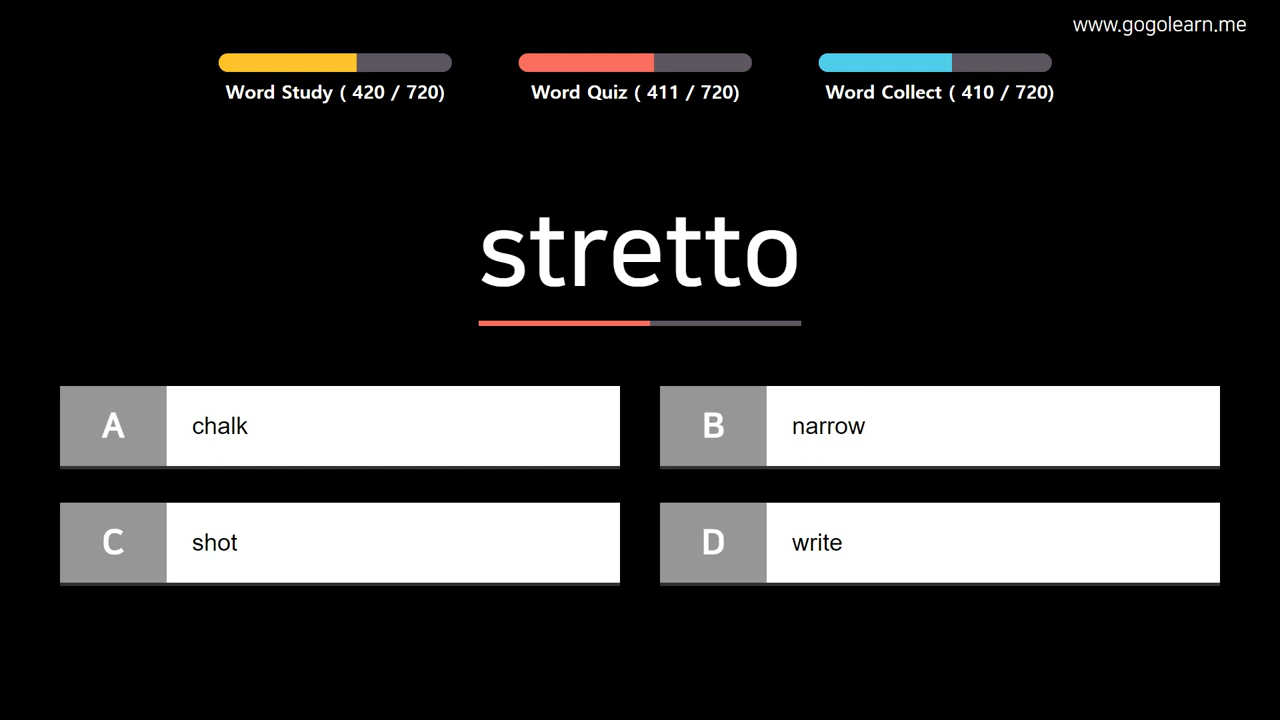 www.gogolearn.me
Word Study ( 420 / 720)
Word Quiz ( 411 / 720)
Word Collect ( 410 / 720)
stretto
A chalk
B narrow
C shot
D write